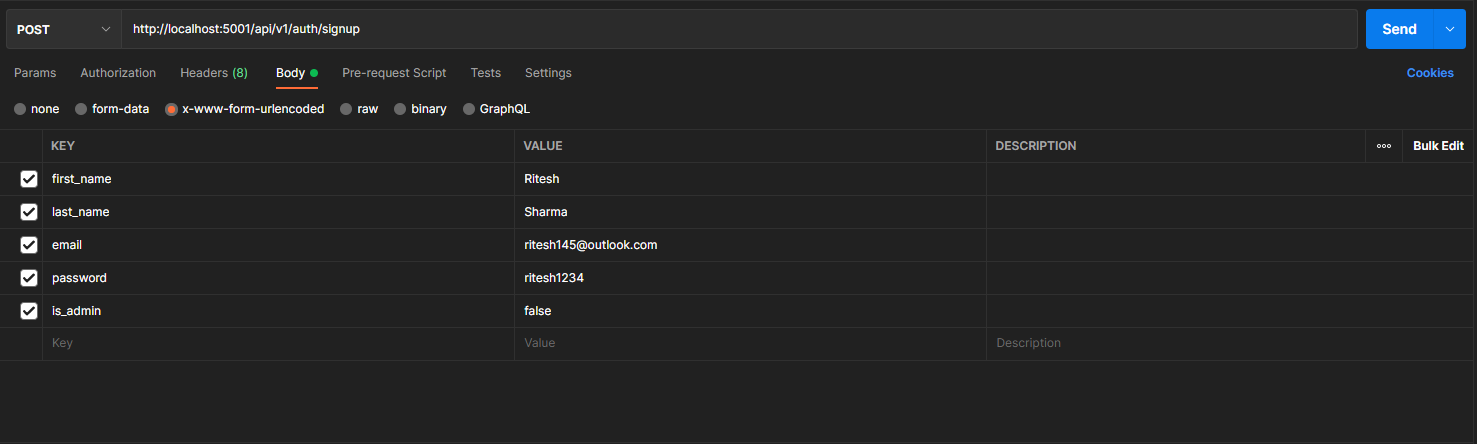 POST http://localhost:5001/api/v1/auth/signup Send
Params Authorization Headers (8) Body Pre-request Script Tests Settings Cookies
none form-data x-www-form-urlencoded raw binary GraphQL
KEY VALUE DESCRIPTION Bulk Edit
first_name Ritesh
last_name Sharma
email ritesh145@outlook.com
password ritesh1234
is_admin false
Key Value Description